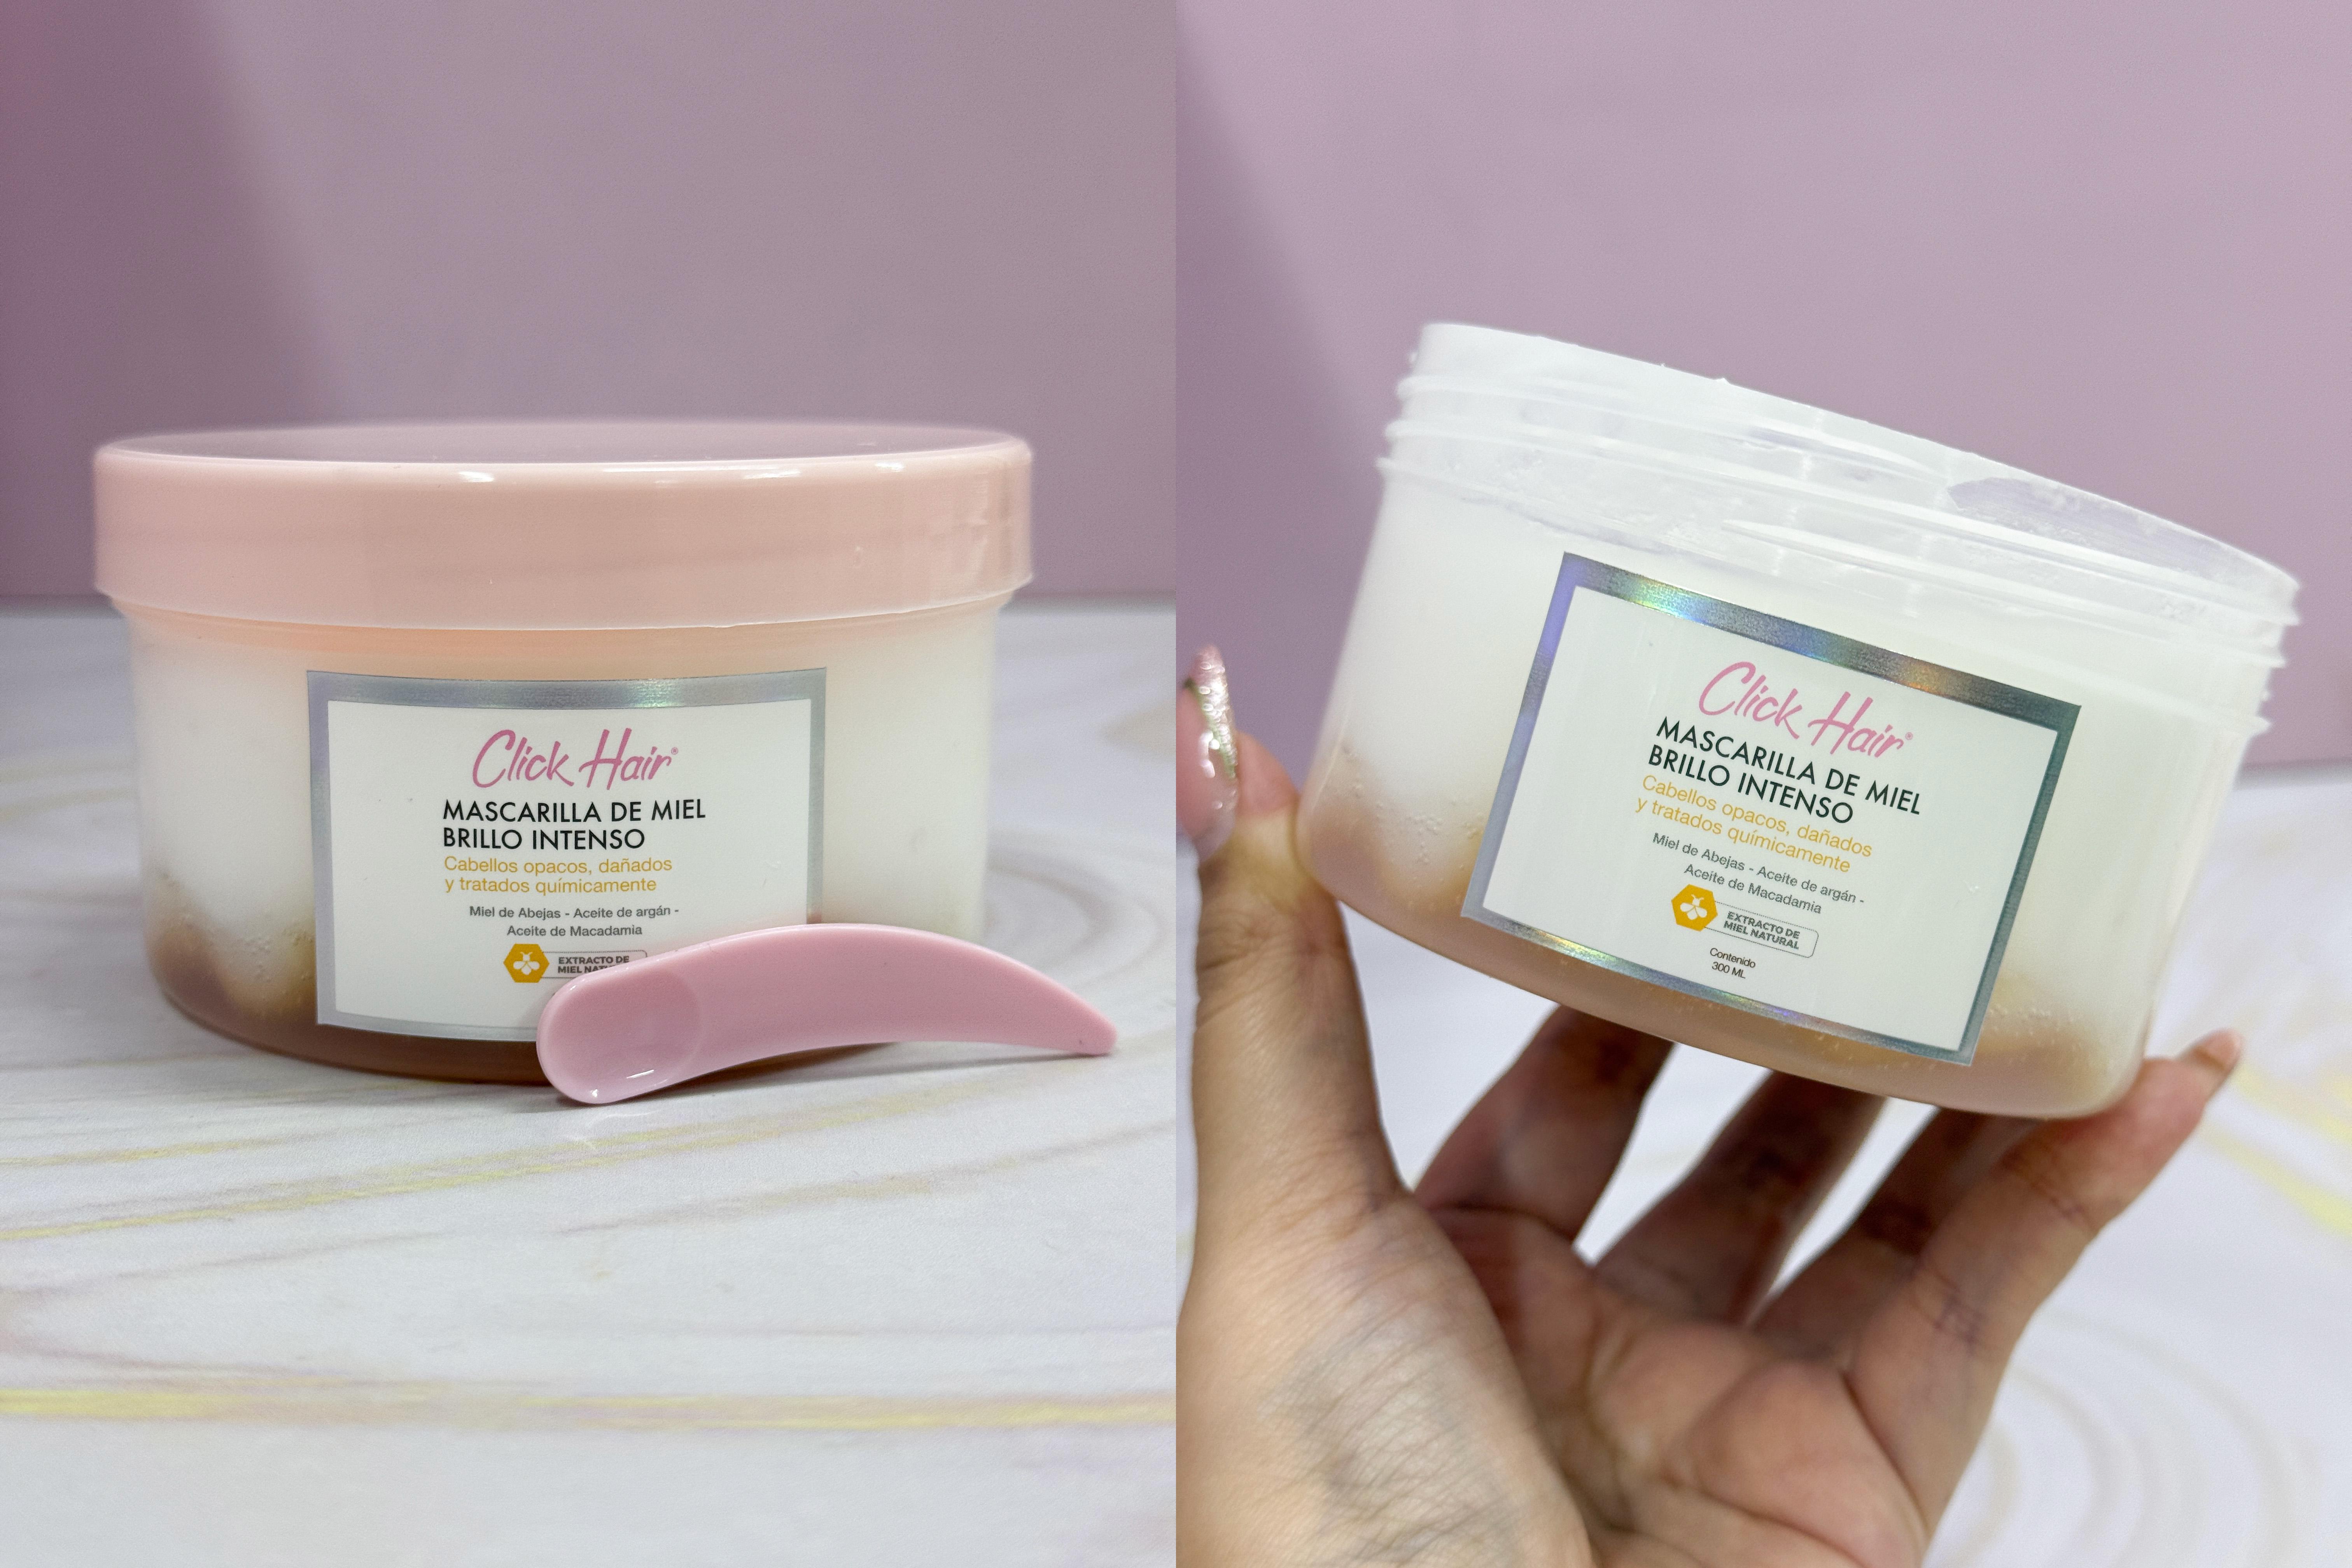 Click Hair®
MASCARILLA DE MIEL
BRILLO INTENSO
Cabellos opacos, dañados
y tratados químicamente
Miel de Abejas - Aceite de argán -
Aceite de Macadamia
EXTRACTO DE
MIEL
Click Hair®
MASCARILLA DE MIEL
BRILLO INTENSO
Cabellos opacos, dañados
y tratados químicamente
Miel de Abejas - Aceite de argán -
Aceite de Macadamia
EXTRACTO DE
MIEL NATURAL
Contenido
300 ML